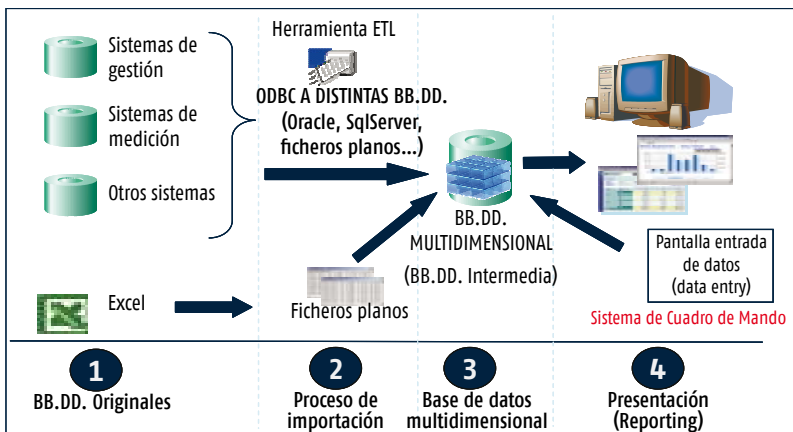 Sistemas de
gestión
Sistemas de
medición
Otros sistemas
Excel
Herramienta ETL
ODBC A DISTINTAS BB.DD.
(Oracle, SqlServer,
ficheros planos...)
Ficheros planos
BB.DD.
MULTIDIMENSIONAL
(BB.DD. Intermedia)
Pantalla entrada
de datos
(data entry)
Sistema de Cuadro de Mando
1
BB.DD. Originales
2
Proceso de
importación
3
Base de datos
multidimensional
4
Presentación
(Reporting)